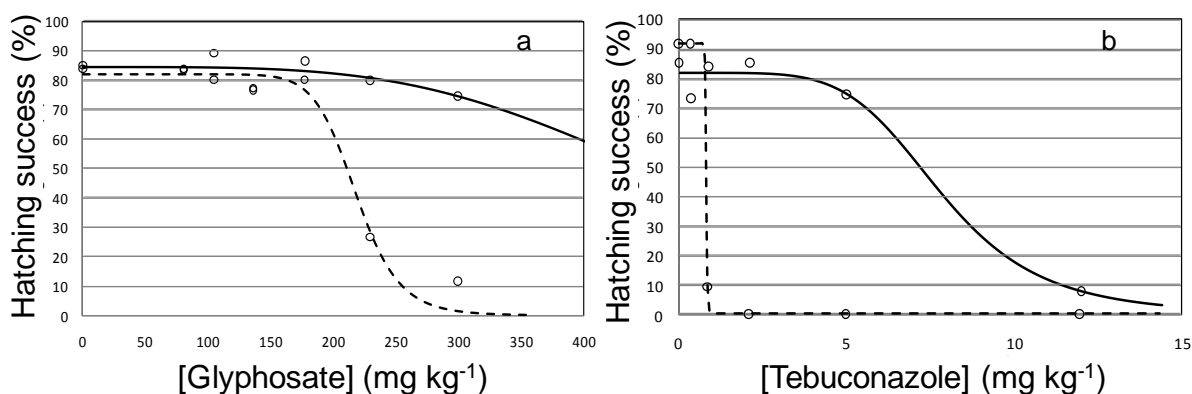 Hatching success (%)
100
90
80
70
60
50
40
30
20
10
0
a
0 50 100 150 200 250 300 350 400
[Glyphosate] (mg kg-1)
Hatching success (%)
100
90
80
70
60
50
40
30
20
10
0
b
0 5 10 15
[Tebuconazole] (mg kg-1)